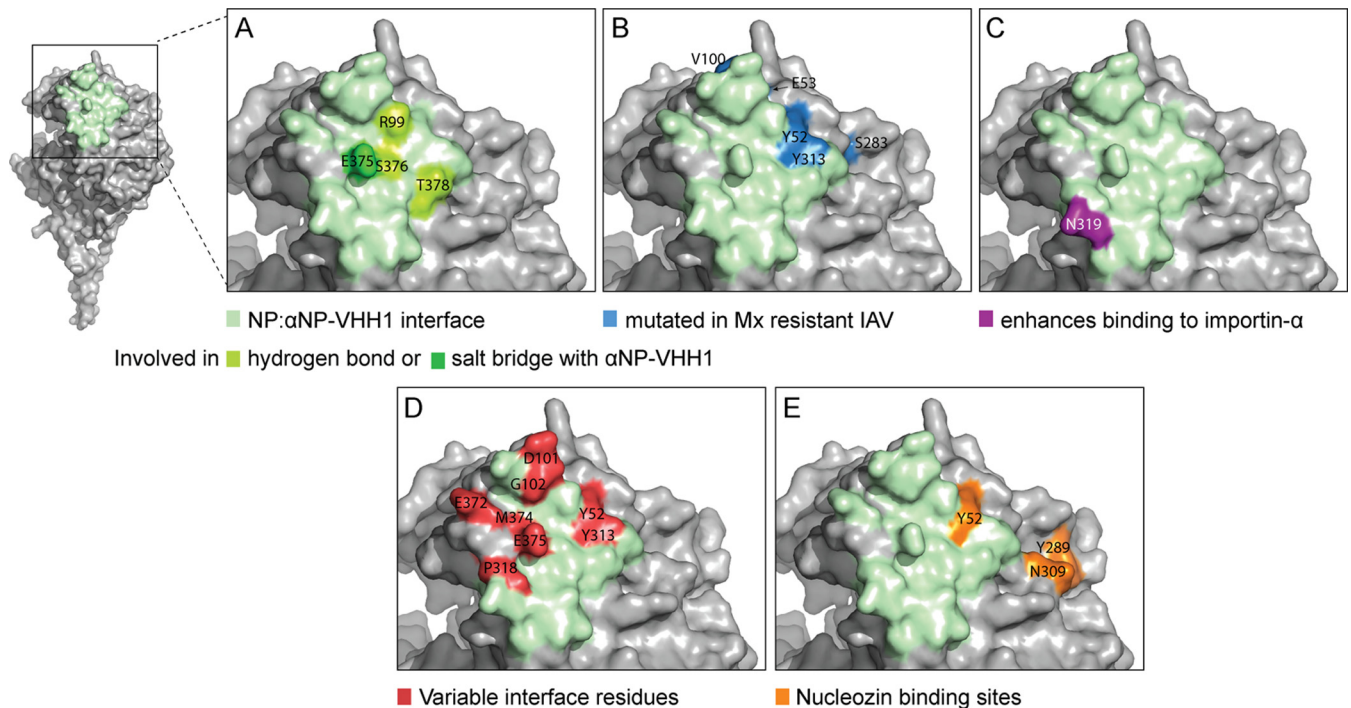 A
R99
E375
S376
T378
B
V100
E53
Y52
Y313
S283
C
N319
NP:αNP-VHH1 interface
mutated in Mx resistant IAV
enhances binding to importin-α
Involved in hydrogen bond or salt bridge with αNP-VHH1
D
D101
G102
E372
M374
E375
Y52
Y313
P318
E
Y52
Y289
N309
Variable interface residues
Nucleozin binding sites